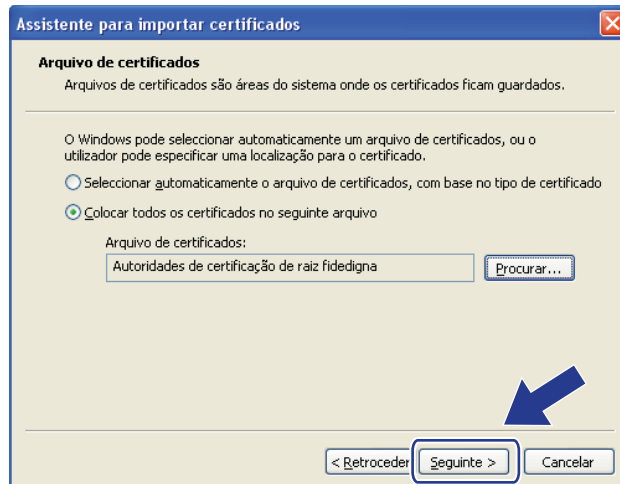 Assistente para importar certificados
Arquivo de certificados
Arquivos de certificados são áreas do sistema onde os certificados ficam guardados.
O Windows pode seleccionar automaticamente um arquivo de certificados, ou o
utilizador pode especificar uma localização para o certificado.
Seleccionar automaticamente o arquivo de certificados, com base no tipo de certificado
Colocar todos os certificados no seguinte arquivo
Arquivo de certificados:
Autoridades de certificação de raiz fidedigna
Procurar...
< Retroceder
Seguinte >
Cancelar